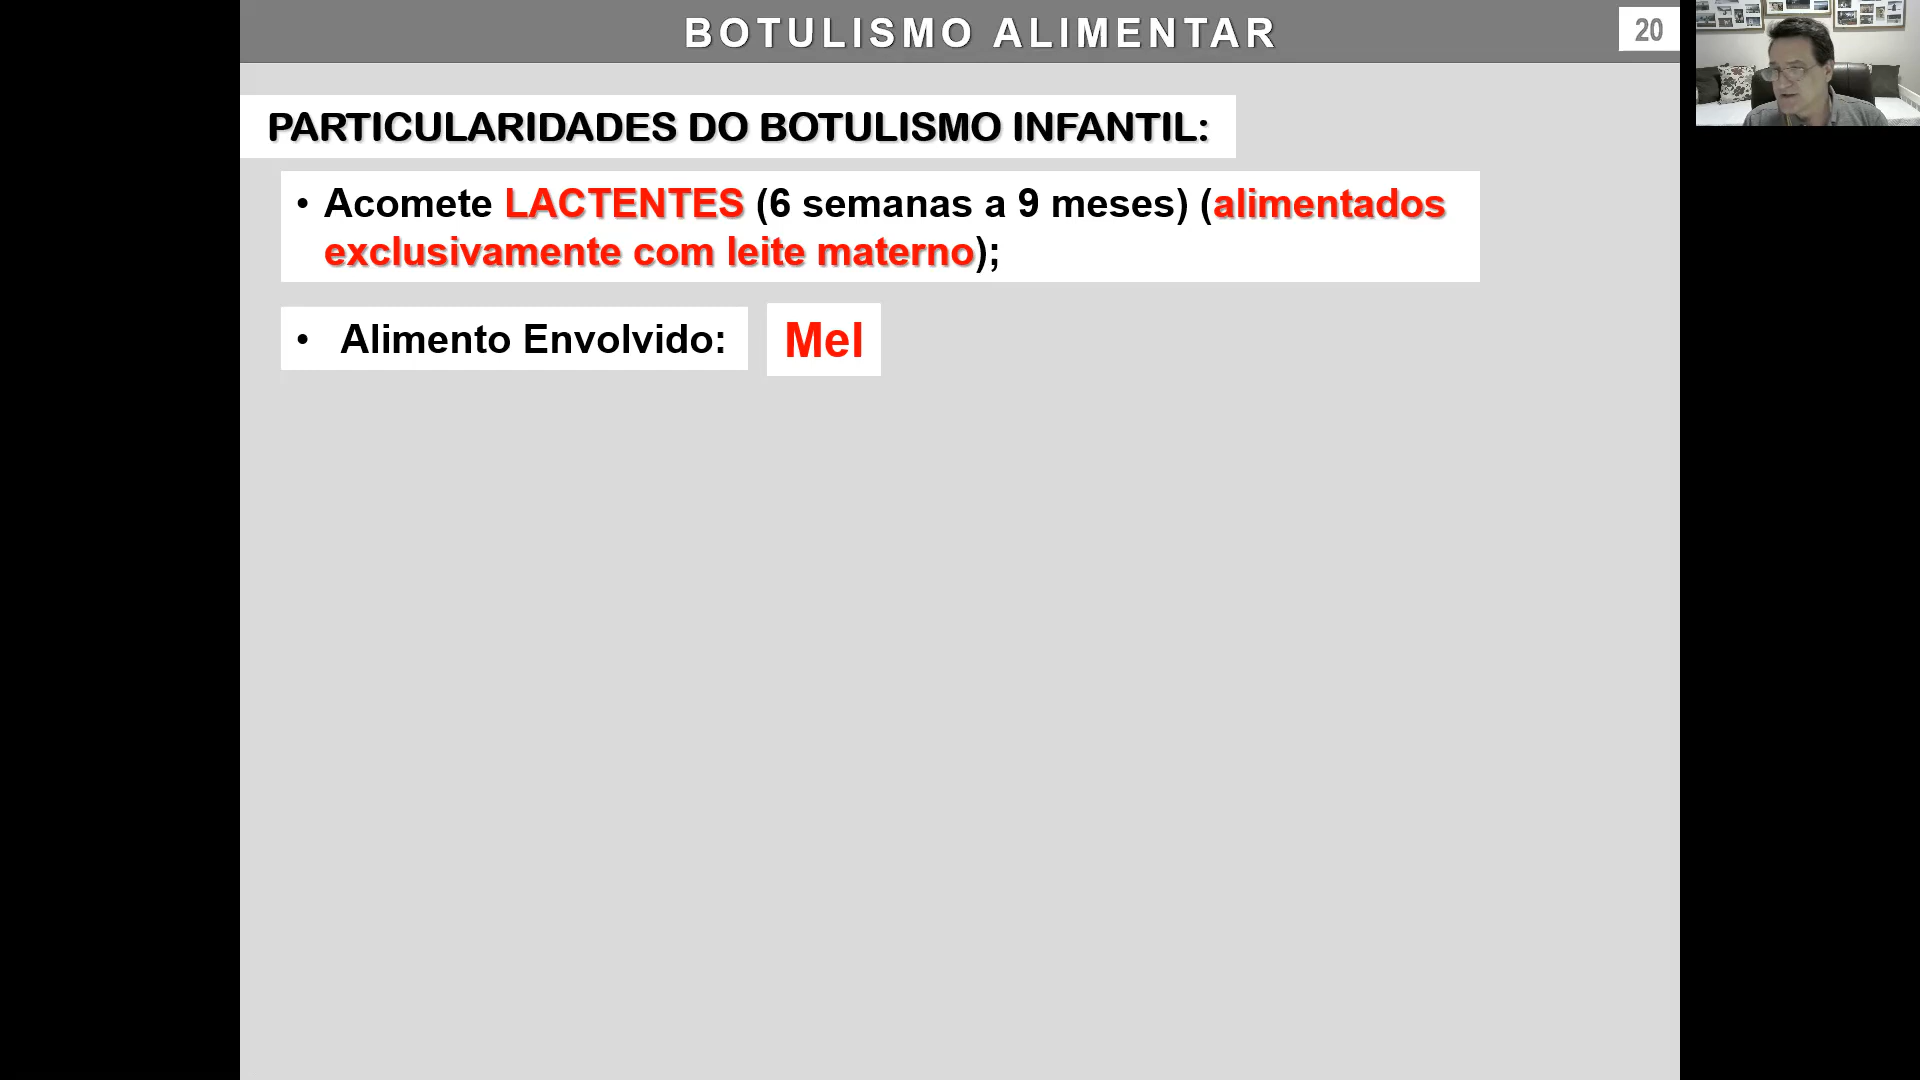 BOTULISMO ALIMENTAR
20
PARTICULARIDADES DO BOTULISMO INFANTIL:
• Acomete LACTENTES (6 semanas a 9 meses) (alimentados
exclusivamente com leite materno);
• Alimento Envolvido: Mel